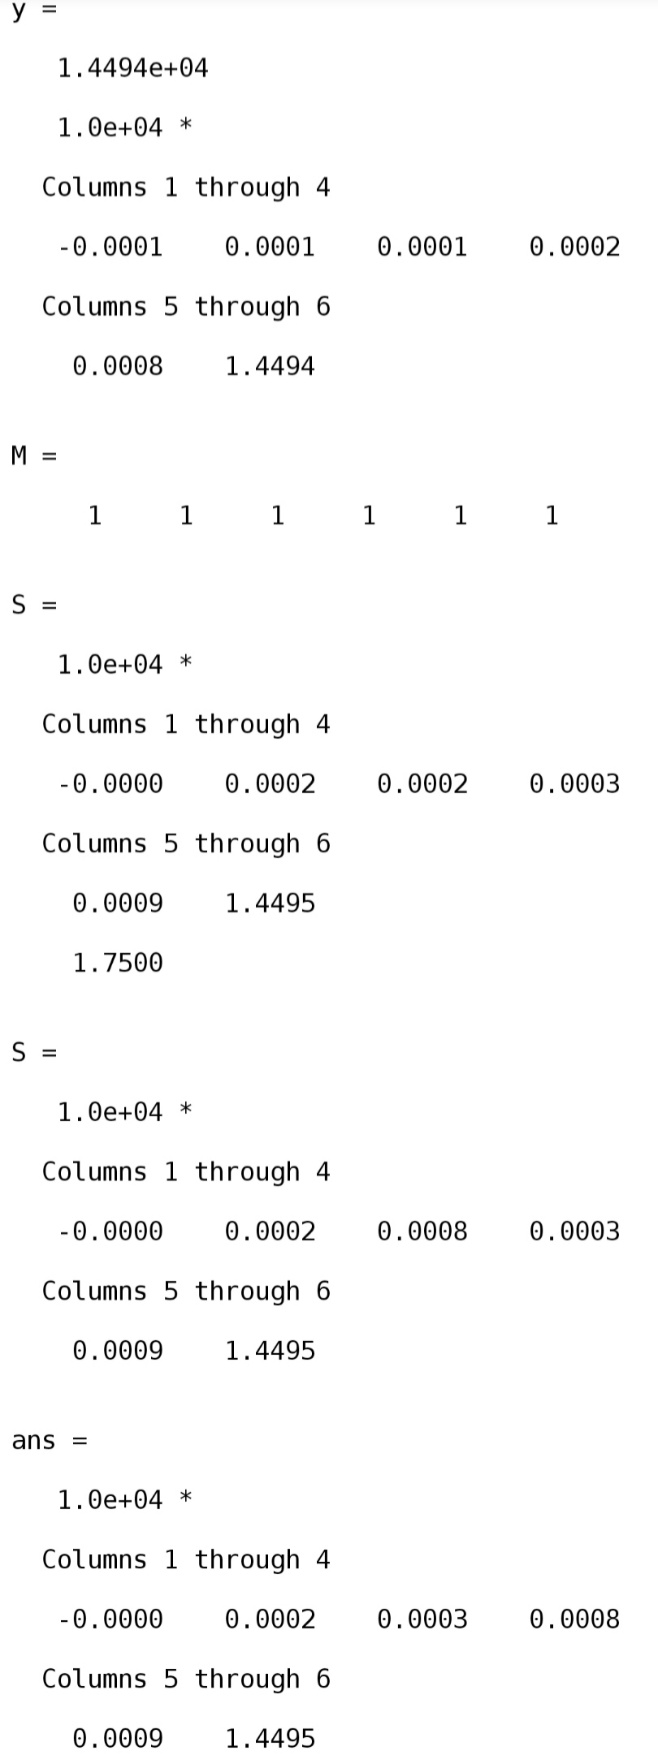 y =
1.4494e+04
1.0e+04 *
Columns 1 through 4
-0.0001 0.0001 0.0001 0.0002
Columns 5 through 6
0.0008 1.4494
M =
1 1 1 1 1 1
S =
1.0e+04 *
Columns 1 through 4
-0.0000 0.0002 0.0002 0.0003
Columns 5 through 6
0.0009 1.4495
1.7500
S =
1.0e+04 *
Columns 1 through 4
-0.0000 0.0002 0.0008 0.0003
Columns 5 through 6
0.0009 1.4495
ans =
1.0e+04 *
Columns 1 through 4
-0.0000 0.0002 0.0003 0.0008
Columns 5 through 6
0.0009 1.4495